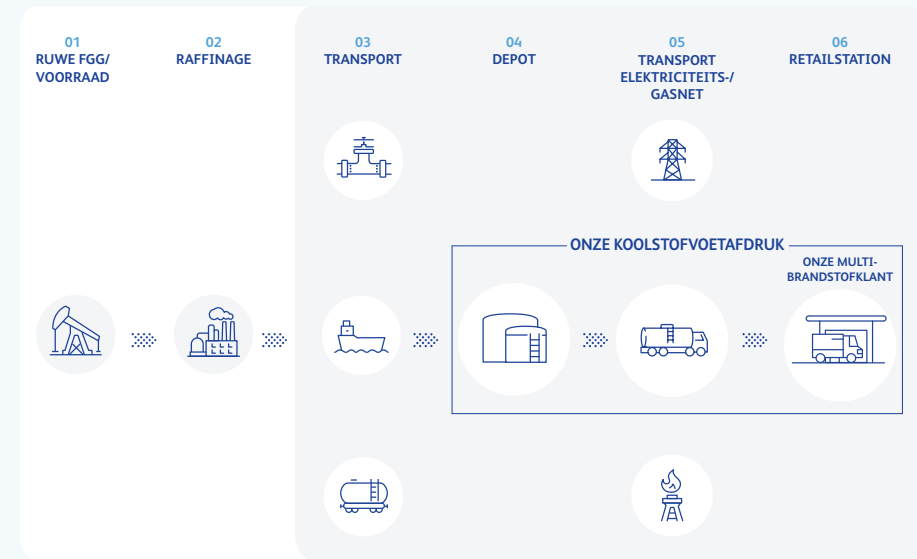 01
RUWE FGG/
VOORRAAD
02
RAFFINAGE
03
TRANSPORT
04
DEPOT
05
TRANSPORT
ELEKTRICITEITS-/
GASNET
06
RETAILSTATION
ONZE KOOLSTOFVOETAFDRUK
ONZE MULTI-
BRANDSTOFKLANT